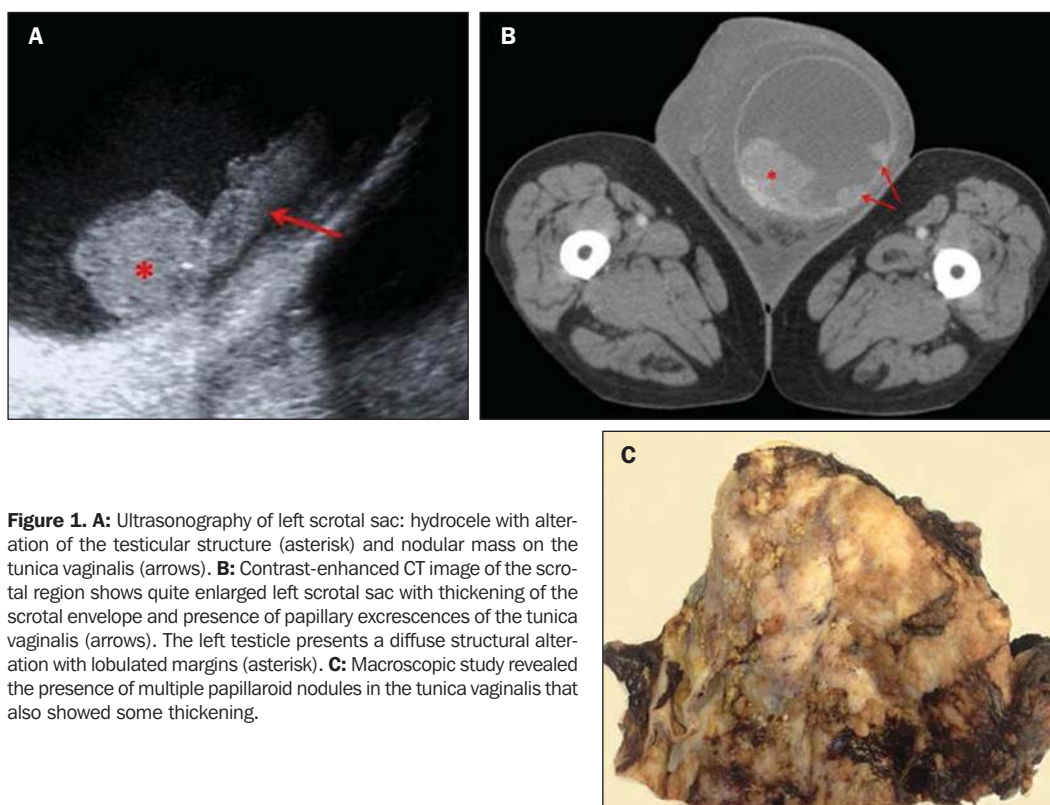 A
B
C
Figure 1. A: Ultrasonography of left scrotal sac: hydrocele with alter-
ation of the testicular structure (asterisk) and nodular mass on the
tunica vaginalis (arrows). B: Contrast-enhanced CT image of the scro-
tal region shows quite enlarged left scrotal sac with thickening of the
scrotal envelope and presence of papillary excrescences of the tunica
vaginalis (arrows). The left testicle presents a diffuse structural alter-
ation with lobulated margins (asterisk). C: Macroscopic study revealed
the presence of multiple papillaroid nodules in the tunica vaginalis that
also showed some thickening.